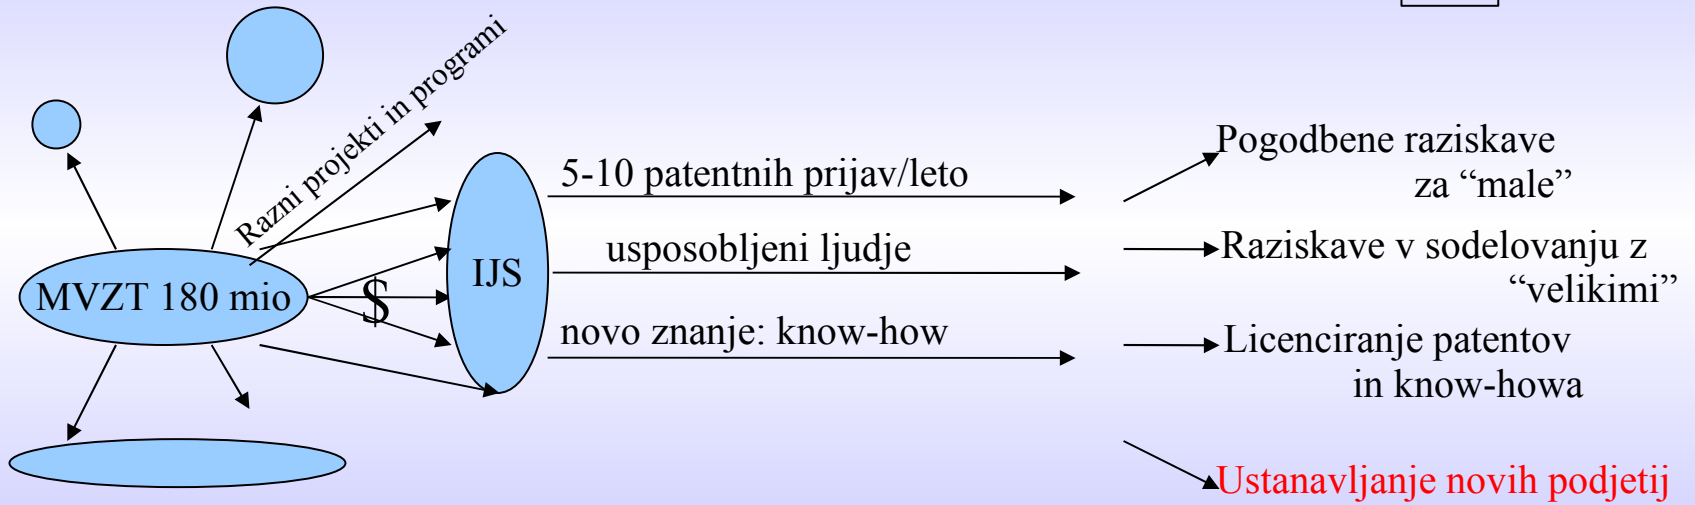 Razni projekti in programi
MVZT 180 mio
$
IJS
5-10 patentnih prijav/leto
usposobljeni ljudje
novo znanje: know-how
Pogodbene raziskave
za “male”
Raziskave v sodelovanju z
“velikimi”
Licenciranje patentov
in know-howa
Ustanavljanje novih podjetij